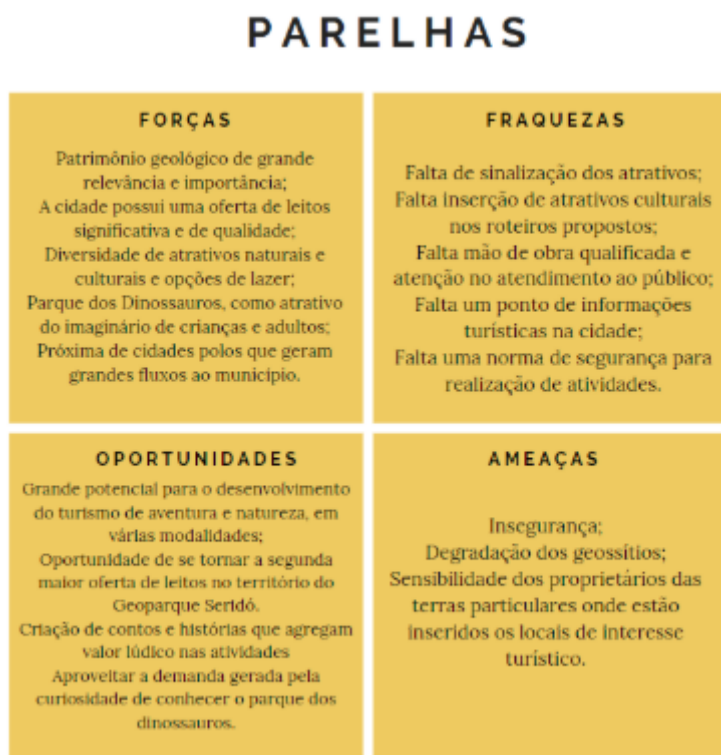 PARELHAS
FORÇAS
Patrimônio geológico de grande
relevância e importância;
A cidade possui uma oferta de leitos
significativa e de qualidade;
Diversidade de atrativos naturais e
culturais e opções de lazer;
Parque dos Dinossauros, como atrativo
do imaginário de crianças e adultos;
Próxima de cidades polos que geram
grandes fluxos ao município.
FRAQUEZAS
Falta de sinalização dos atrativos;
Falta inserção de atrativos culturais
nos roteiros propostos;
Falta mão de obra qualificada e
atenção no atendimento ao público;
Falta um ponto de informações
turísticas na cidade;
Falta uma norma de segurança para
realização de atividades.
OPORTUNIDADES
Grande potencial para o desenvolvimento
do turismo de aventura e natureza, em
várias modalidades;
Oportunidade de se tornar a segunda
maior oferta de leitos no território do
Geoparque Seridó.
Criação de contos e histórias que agregam
valor lúdico nas atividades
Aproveitar a demanda gerada pela
curiosidade de conhecer o parque dos
dinossauros.
AMEAÇAS
Insegurança;
Degradação dos geossítios;
Sensibilidade dos proprietários das
terras particulares onde estão
inseridos os locais de interesse
turístico.